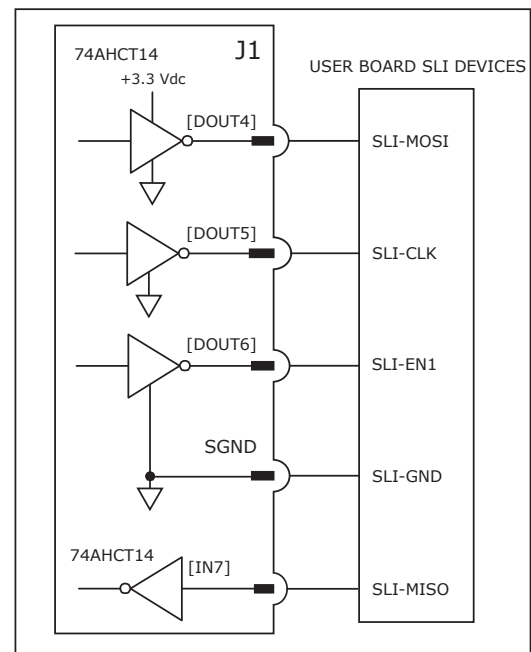 74AHCT14
J1
+3.3 Vdc
USER BOARD SLI DEVICES
[DOUT4]
SLI-MOSI
[DOUT5]
SLI-CLK
[DOUT6]
SLI-EN1
SGND
SLI-GND
74AHCT14
[IN7]
SLI-MISO